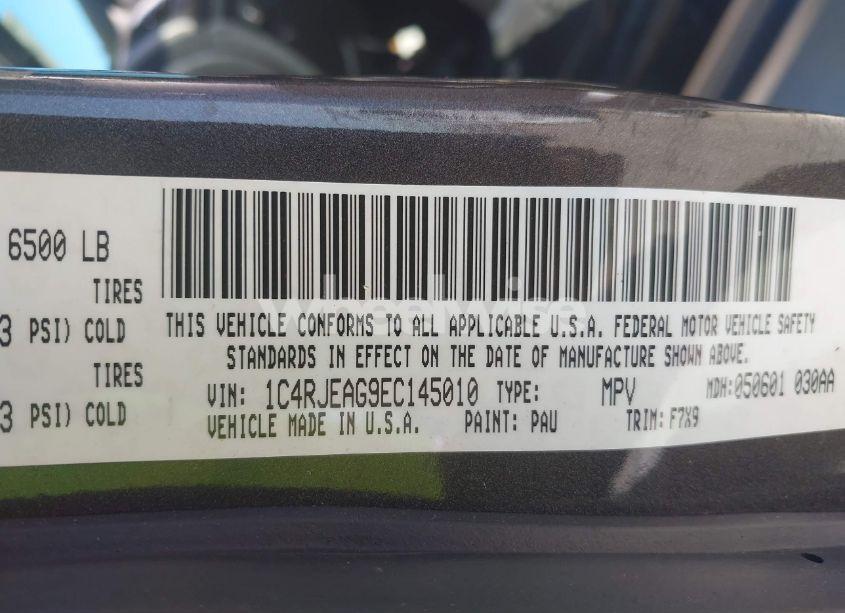 6500 LB
TIRES
3 PSI) COLD
TIRES
3 PSI) COLD
THIS VEHICLE CONFORMS TO ALL APPLICABLE U.S.A. FEDERAL MOTOR VEHICLE SAFETY
STANDARDS IN EFFECT ON THE DATE OF MANUFACTURE SHOWN ABOVE.
VIN: 1C4RJEAG9EC145010 TYPE: MPV MDH:050601 030AA
VEHICLE MADE IN U.S.A. PAINT: PAU TRIM: F7X9
WheelWise